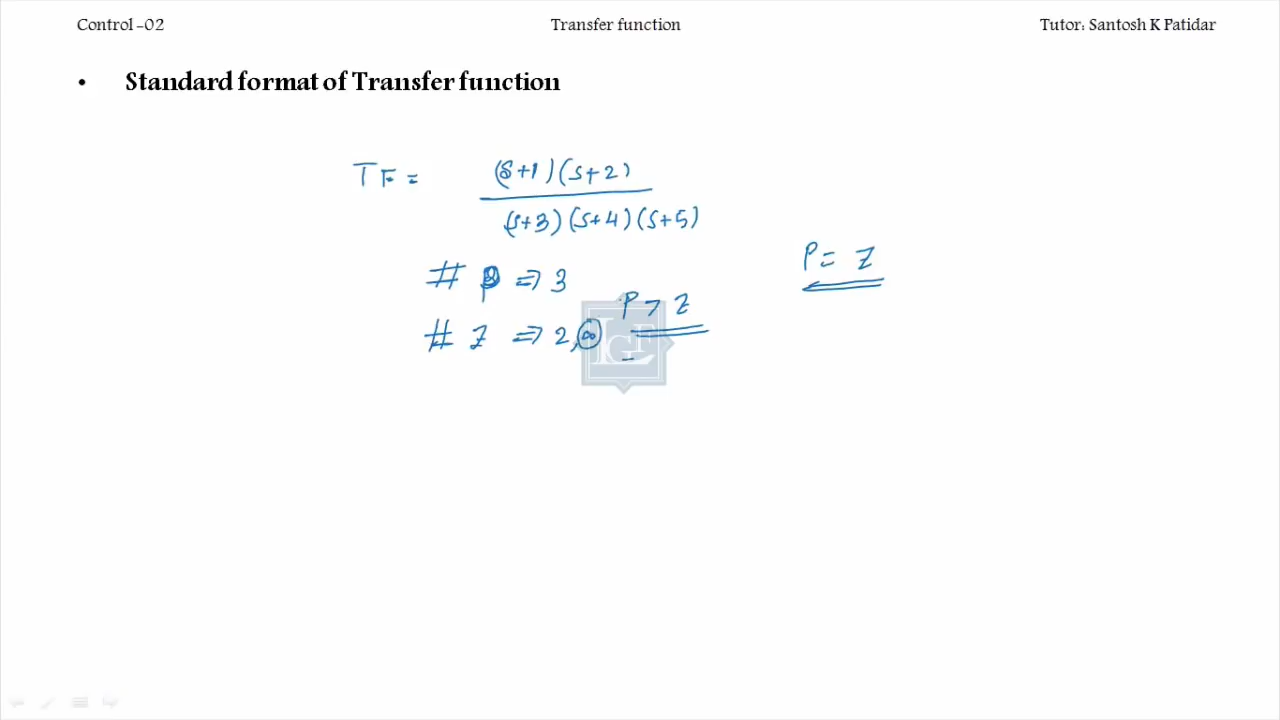 Control -02 Transfer function Tutor: Santosh K Patidar
• Standard format of Transfer function
TF = (s+1)(s+2)
(s+3)(s+4)(s+5)
P = Z
# P ⇒ 3
P > Z
# Z ⇒ 2, ∞